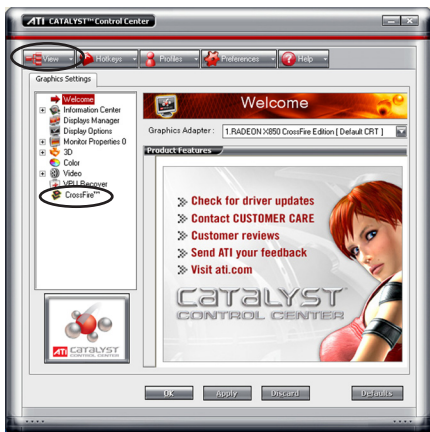 ATI CATALYST™ Control Center
View Hotkeys Profiles Preferences Help
Graphics Settings
Welcome
Information Center
Displays Manager
Display Options
Monitor Properties 0
3D
Color
Video
VPU Recover
CrossFire™
Welcome
Graphics Adapter : 1.RADEON X850 CrossFire Edition [ Default CRT ]
Product Features
Check for driver updates
Contact CUSTOMER CARE
Customer reviews
Send ATI your feedback
Visit ati.com
CATALYST™
CONTROL CENTER
ATI CATALYST
CONTROL CENTER
OK Apply Discard Defaults